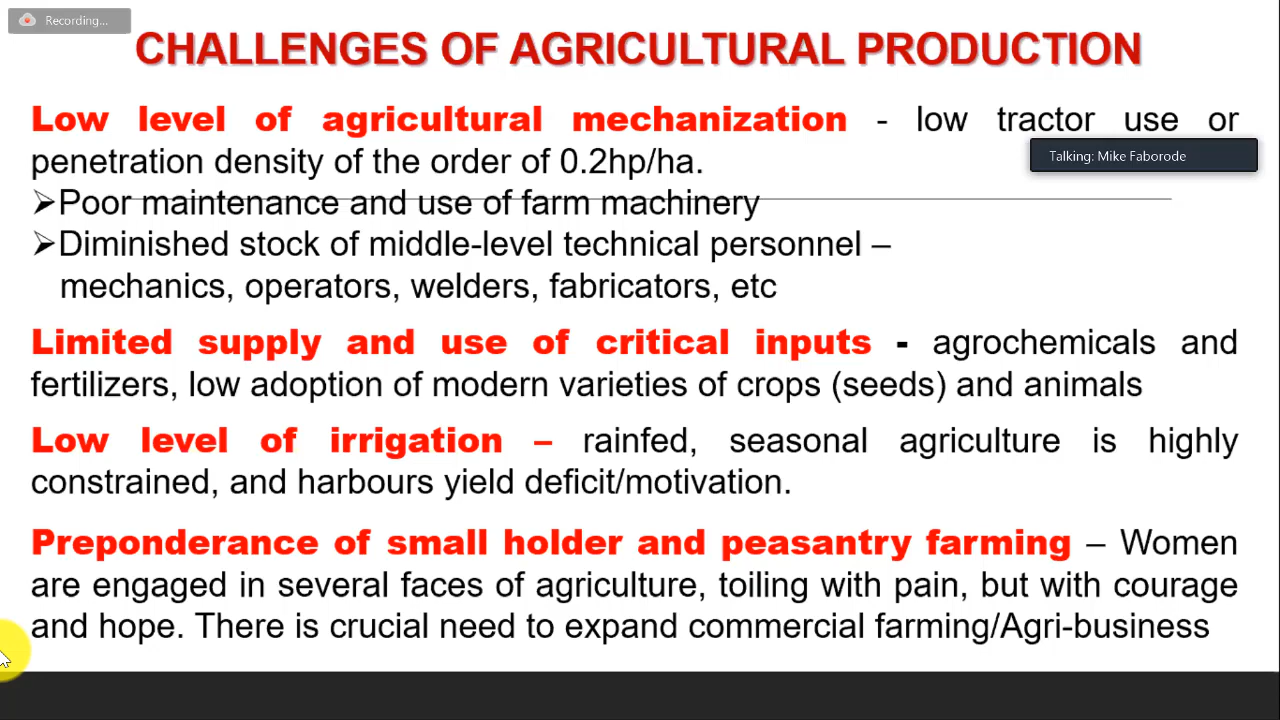 Recording...
CHALLENGES OF AGRICULTURAL PRODUCTION
Low level of agricultural mechanization - low tractor use or
penetration density of the order of 0.2hp/ha.
Talking: Mike Faborode
➢Poor maintenance and use of farm machinery
➢Diminished stock of middle-level technical personnel –
mechanics, operators, welders, fabricators, etc
Limited supply and use of critical inputs - agrochemicals and
fertilizers, low adoption of modern varieties of crops (seeds) and animals
Low level of irrigation – rainfed, seasonal agriculture is highly
constrained, and harbours yield deficit/motivation.
Preponderance of small holder and peasantry farming – Women
are engaged in several faces of agriculture, toiling with pain, but with courage
and hope. There is crucial need to expand commercial farming/Agri-business